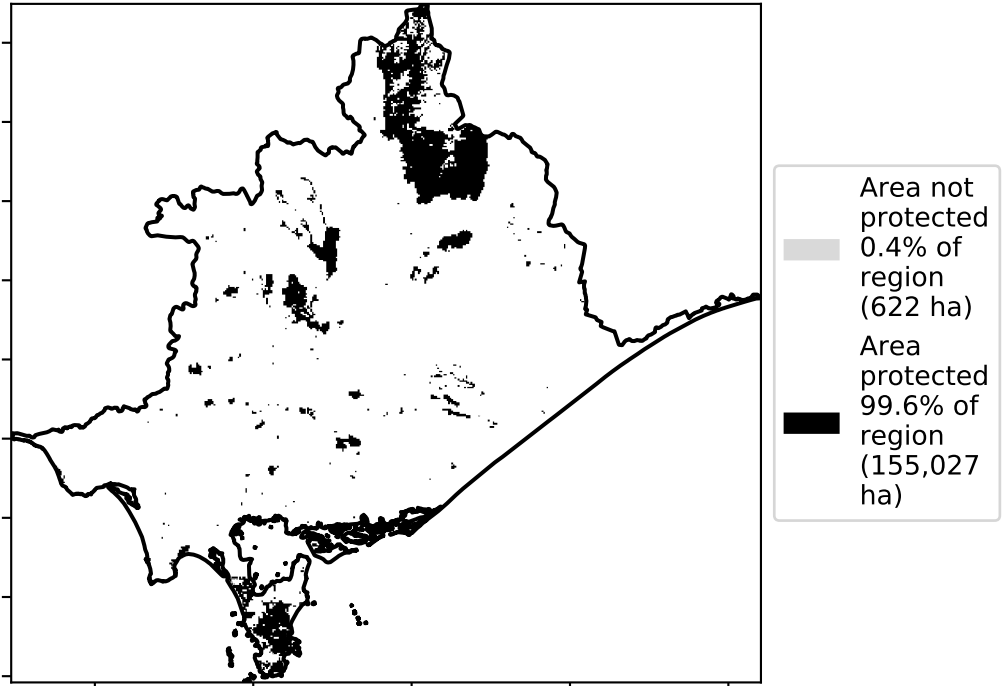 Area not
protected
0.4% of
region
(622 ha)
Area
protected
99.6% of
region
(155,027
ha)